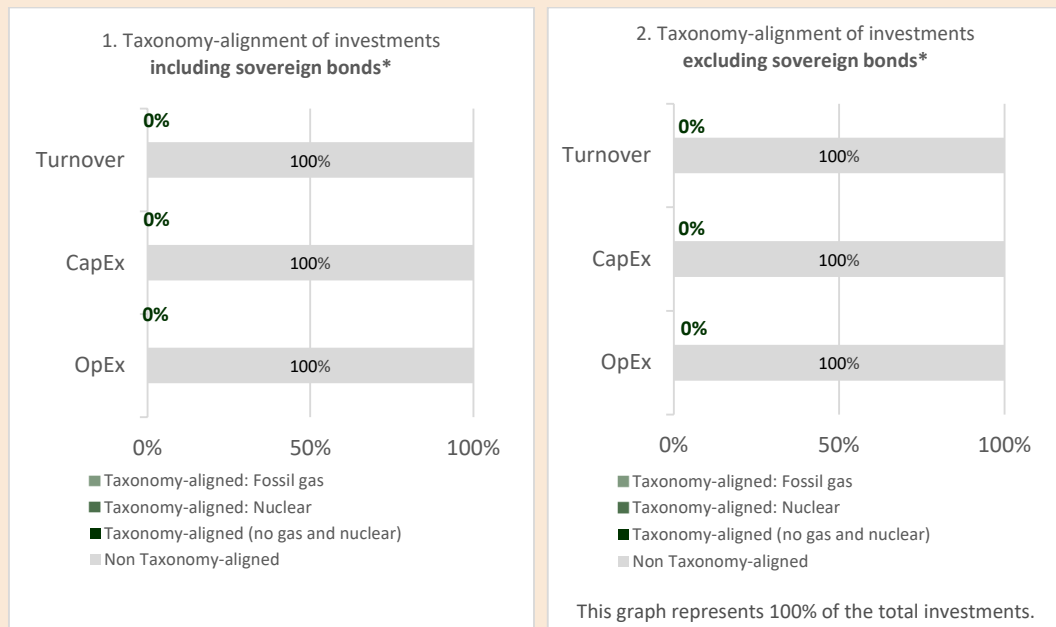 1. Taxonomy-alignment of investments
including sovereign bonds*
0%
Turnover
100%
0%
CapEx
100%
0%
OpEx
100%
0%
50%
100%
Taxonomy-aligned: Fossil gas
Taxonomy-aligned: Nuclear
Taxonomy-aligned (no gas and nuclear)
Non Taxonomy-aligned
2. Taxonomy-alignment of investments
excluding sovereign bonds*
0%
Turnover
100%
0%
CapEx
100%
0%
OpEx
100%
0%
50%
100%
Taxonomy-aligned: Fossil gas
Taxonomy-aligned: Nuclear
Taxonomy-aligned (no gas and nuclear)
Non Taxonomy-aligned
This graph represents 100% of the total investments.